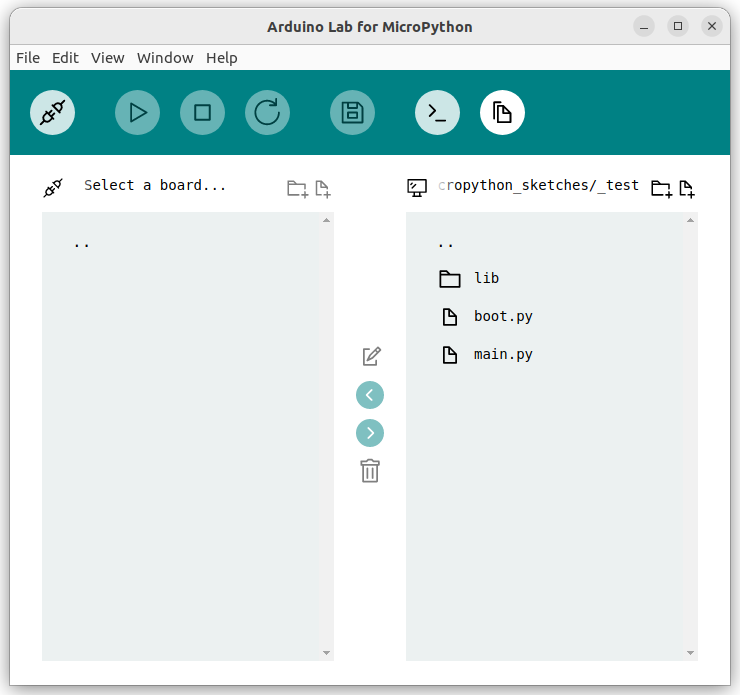 Arduino Lab for MicroPython
File Edit View Window Help
Select a board...
cropython_sketches/_test
..
..
lib
boot.py
main.py